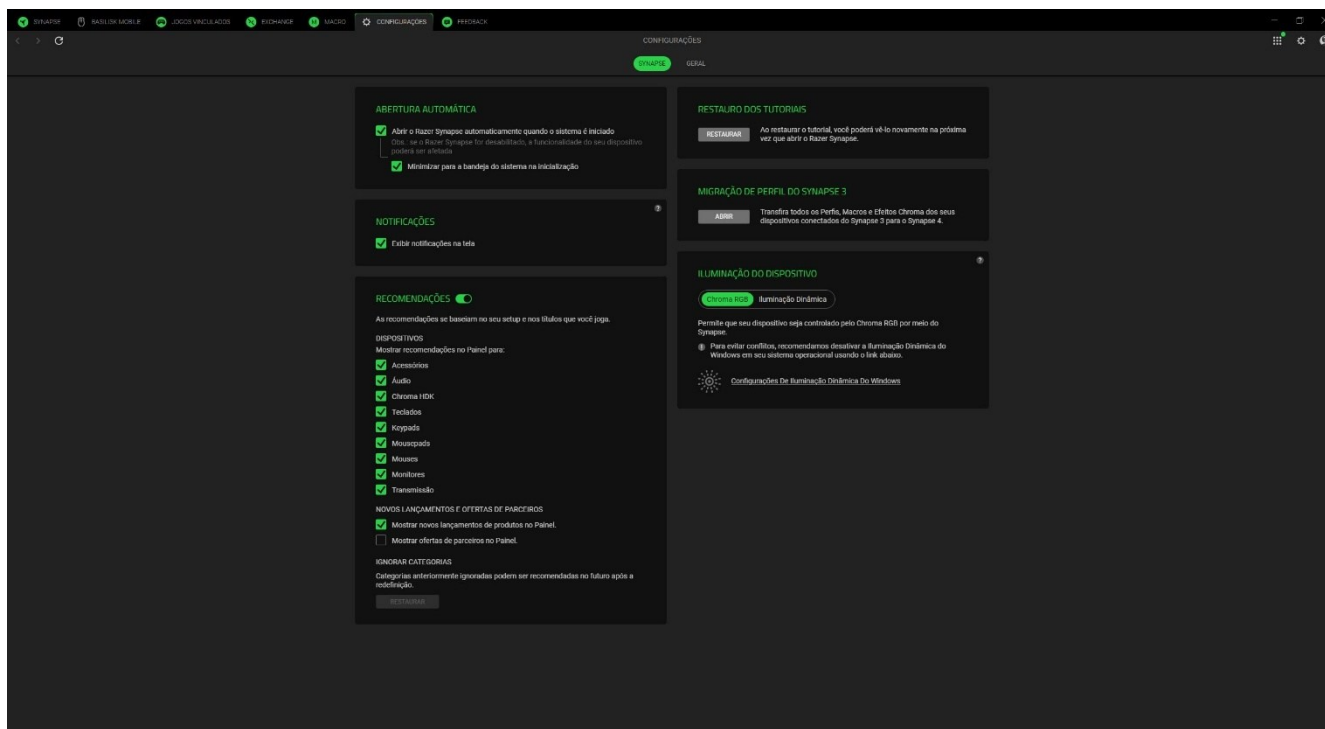 SYNAPSE
BASILISK MOBILE
JOGOS VINCULADOS
EXCHANGE
MACRO
CONFIGURAÇÕES
FEEDBACK
CONFIGURAÇÕES
SYNAPSE
GERAL
ABERTURA AUTOMÁTICA
Abrir o Razer Synapse automaticamente quando o sistema é iniciado
Obs.: se o Razer Synapse for desabilitado, a funcionalidade do seu dispositivo
poderá ser afetada
Minimizar para a bandeja do sistema na inicialização
NOTIFICAÇÕES
Exibir notificações na tela
RECOMENDAÇÕES
As recomendações se baseiam no seu setup e nos títulos que você joga.
DISPOSITIVOS
Mostrar recomendações no Painel para:
Acessórios
Áudio
Chroma HDK
Teclados
Keypads
Mousepads
Mouses
Monitores
Transmissão
NOVOS LANÇAMENTOS E OFERTAS DE PARCEIROS
Mostrar novos lançamentos de produtos no Painel.
Mostrar ofertas de parceiros no Painel.
IGNORAR CATEGORIAS
Categorias anteriormente ignoradas podem ser recomendadas no futuro após a
redefinição.
RESTAURAR
RESTAURO DOS TUTORIAIS
RESTAURAR
Ao restaurar o tutorial, você poderá vê-lo novamente na próxima
vez que abrir o Razer Synapse.
MIGRAÇÃO DE PERFIL DO SYNAPSE 3
ABRIR
Transfira todos os Perfis, Macros e Efeitos Chroma dos seus
dispositivos conectados do Synapse 3 para o Synapse 4.
ILUMINAÇÃO DO DISPOSITIVO
Chroma RGB
Iluminação Dinâmica
Permite que seu dispositivo seja controlado pelo Chroma RGB por meio do
Synapse.
Para evitar conflitos, recomendamos desativar a Iluminação Dinâmica do
Windows em seu sistema operacional usando o link abaixo.
Configurações De Iluminação Dinâmica Do Windows